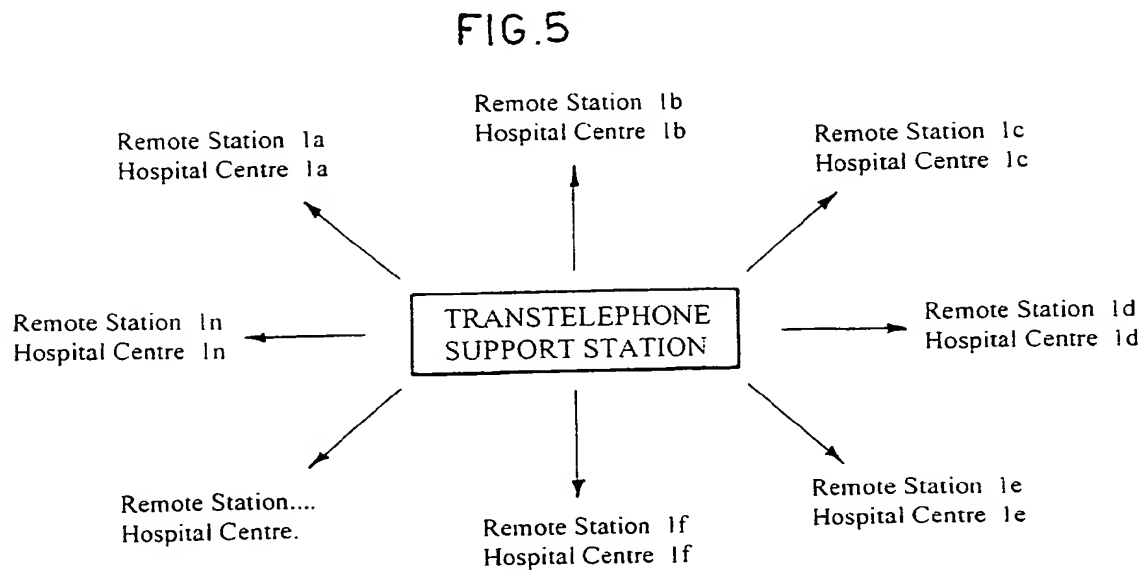 FIG.5
Remote Station 1b
Hospital Centre 1b
Remote Station 1a
Hospital Centre 1a
Remote Station 1c
Hospital Centre 1c
TRANSTELEPHONE
SUPPORT STATION
Remote Station 1n
Hospital Centre 1n
Remote Station 1d
Hospital Centre 1d
Remote Station....
Hospital Centre.
Remote Station 1f
Hospital Centre 1f
Remote Station 1e
Hospital Centre 1e